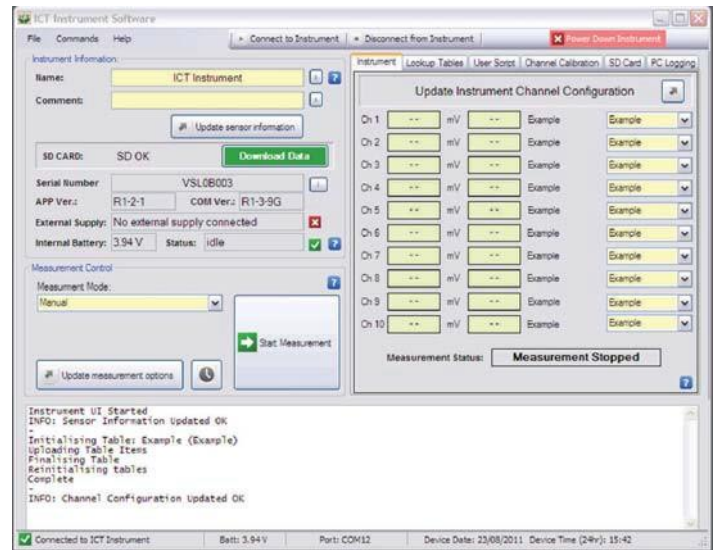 ICT Instrument Software
File Commands Help
Connect to Instrument
Disconnect from Instrument
Power Down Instrument
Instrument Information:
Name: ICT Instrument
Comment:
Update sensor information
SD CARD: SD OK Download Data
Serial Number VSL0B003
APP Ver.: R1-2-1 COM Ver.: R1-3-9G
External Supply: No external supply connected
Internal Battery: 3.94 V Status: idle
Measurement Control
Measument Mode:
Manual
Start Measurement
Update measurement options
Instrument Lookup Tables User Script Channel Calibration SD Card PC Logging
Update Instrument Channel Configuration
Ch 1 -- mV -- Example Example
Ch 2 -- mV -- Example Example
Ch 3 -- mV -- Example Example
Ch 4 -- mV -- Example Example
Ch 5 -- mV -- Example Example
Ch 6 -- mV -- Example Example
Ch 7 -- mV -- Example Example
Ch 8 -- mV -- Example Example
Ch 9 -- mV -- Example Example
Ch 10 -- mV -- Example Example
Measurement Status: Measurement Stopped
Instrument UI Started
INFO: Sensor Information Updated OK
-
Initialising Table: Example (Example)
Uploading Table Items
Finalising Table
Reinitialising tables
Complete
-
INFO: Channel Configuration Updated OK
Connected to ICT Instrument Batt: 3.94 V Port: COM12 Device Date: 23/08/2011 Device Time (24hr): 15:42